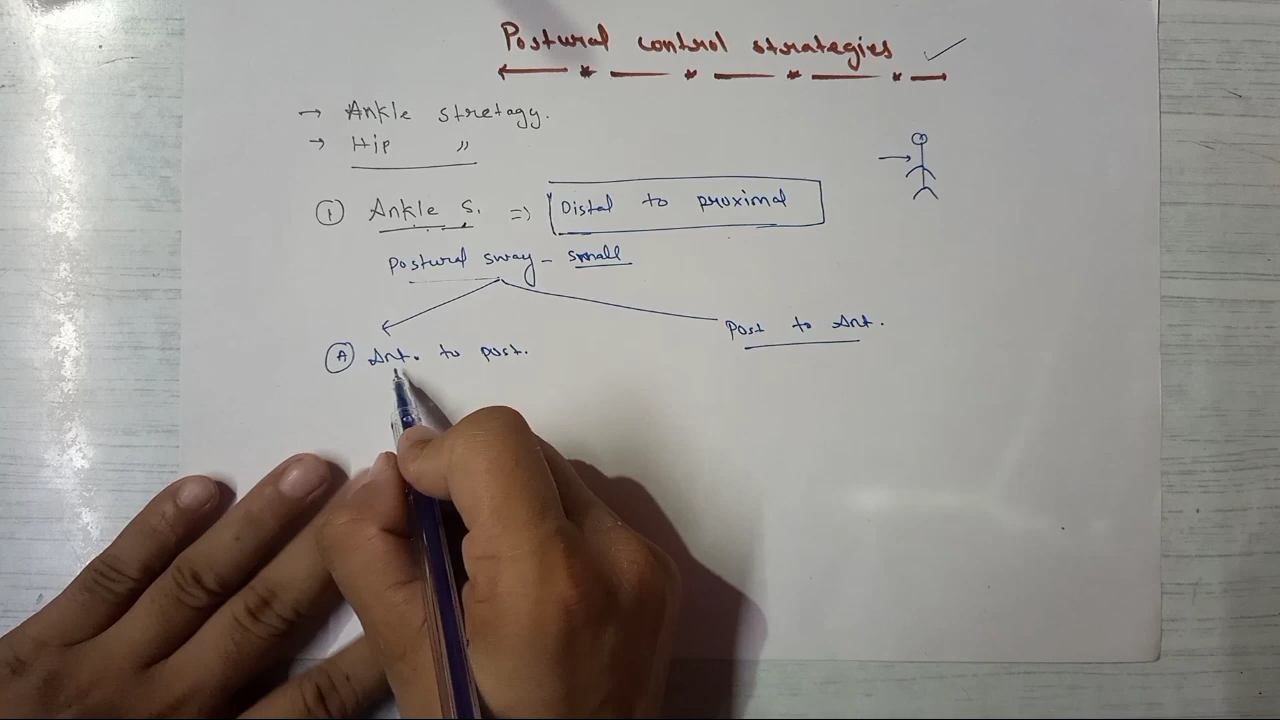 Postural control strategies
→ Ankle stretagy.
→ Hip "
① Ankle s. => Distal to proximal
Postural sway - small
Post to Ant.
Ⓐ Ant. to post.